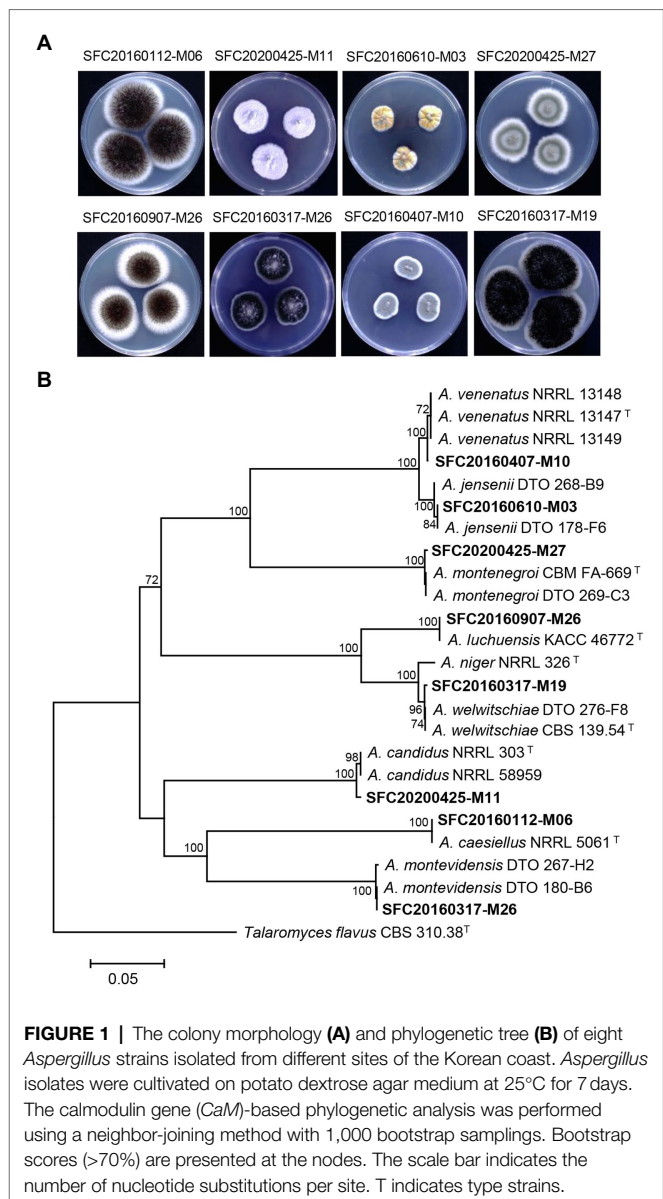 A
SFC20160112-M06 SFC20200425-M11 SFC20160610-M03 SFC20200425-M27
SFC20160907-M26 SFC20160317-M26 SFC20160407-M10 SFC20160317-M19
B
A. venenatus NRRL 13148
72
A. venenatus NRRL 13147 T
100
A. venenatus NRRL 13149
100
SFC20160407-M10
A. jensenii DTO 268-B9
100
SFC20160610-M03
100
84
A. jensenii DTO 178-F6
SFC20200425-M27
100
A. montenegroi CBM FA-669 T
72
A. montenegroi DTO 269-C3
SFC20160907-M26
100
A. luchuensis KACC 46772 T
100
A. niger NRRL 326 T
100
SFC20160317-M19
96
A. welwitschiae DTO 276-F8
74
A. welwitschiae CBS 139.54 T
98
A. candidus NRRL 303 T
100
A. candidus NRRL 58959
SFC20200425-M11
100
SFC20160112-M06
100
A. caesiellus NRRL 5061 T
A. montevidensis DTO 267-H2
100
A. montevidensis DTO 180-B6
SFC20160317-M26
Talaromyces flavus CBS 310.38T
0.05
FIGURE 1 | The colony morphology (A) and phylogenetic tree (B) of eight
Aspergillus strains isolated from different sites of the Korean coast. Aspergillus
isolates were cultivated on potato dextrose agar medium at 25°C for 7 days.
The calmodulin gene (CaM)-based phylogenetic analysis was performed
using a neighbor-joining method with 1,000 bootstrap samplings. Bootstrap
scores (>70%) are presented at the nodes. The scale bar indicates the
number of nucleotide substitutions per site. T indicates type strains.